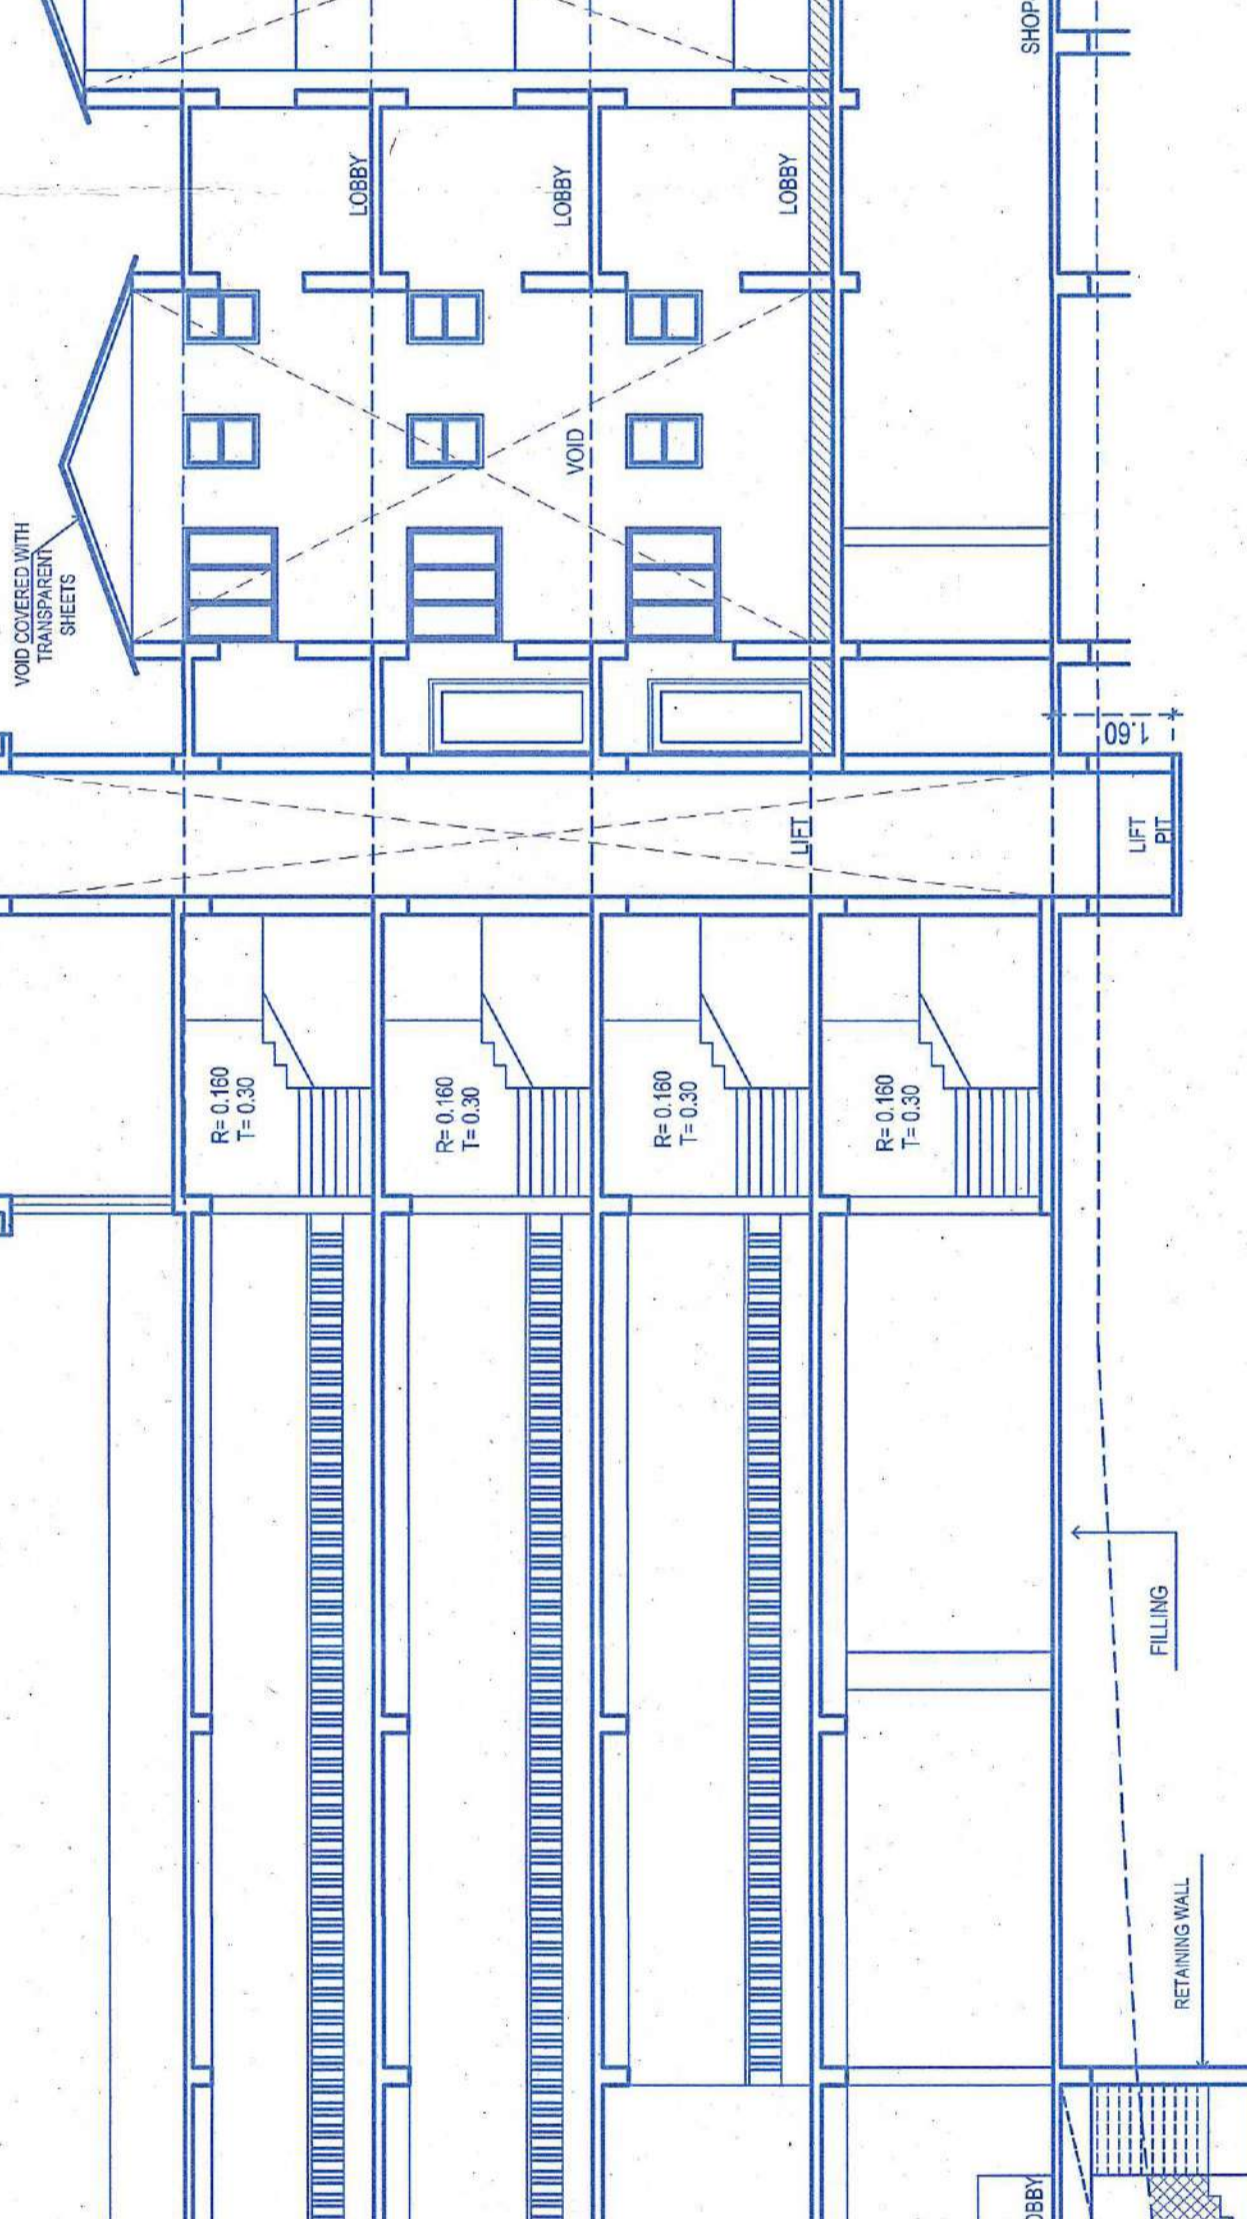 SHOP
LOBBY
LOBBY
LOBBY
VOID COVERED WITH
TRANSPARENT
SHEETS
VOID
1.60
LIFT
LIFT
PIT
R= 0.160
T= 0.30
R= 0.160
T= 0.30
R= 0.160
T= 0.30
R= 0.160
T= 0.30
FILLING
RETAINING WALL
OBBY